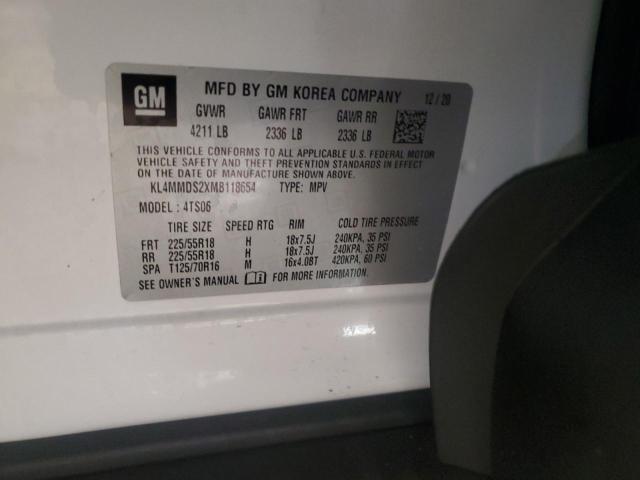 GM
MFD BY GM KOREA COMPANY 12/20
GVWR GAWR FRT GAWR RR
4211 LB 2336 LB 2336 LB
THIS VEHICLE CONFORMS TO ALL APPLICABLE U.S. FEDERAL MOTOR
VEHICLE SAFETY AND THEFT PREVENTION STANDARDS IN EFFECT
ON THE DATE OF MANUFACTURE SHOWN ABOVE.
KL4MMDS2XMB118654 TYPE: MPV
MODEL: 4TS06
TIRE SIZE SPEED RTG RIM COLD TIRE PRESSURE
FRT 225/55R18 H 18x7.5J 240KPA, 35 PSI
RR 225/55R18 H 18x7.5J 240KPA, 35 PSI
SPA T125/70R16 M 16x4.0BT 420KPA, 60 PSI
SEE OWNER'S MANUAL FOR MORE INFORMATION.